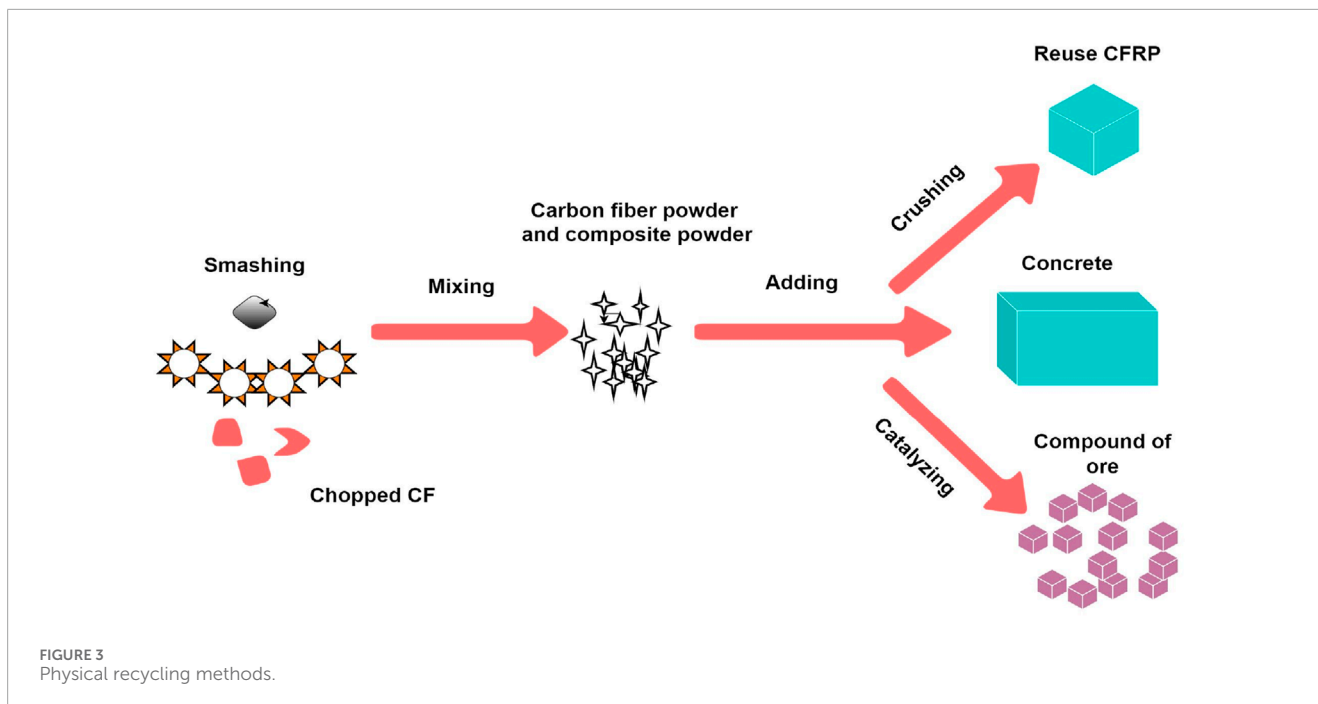 Reuse CFRP
Crushing
Carbon fiber powder
and composite powder
Smashing
Mixing
Adding
Concrete
Catalyzing
Compound of
ore
Chopped CF
FIGURE 3
Physical recycling methods.